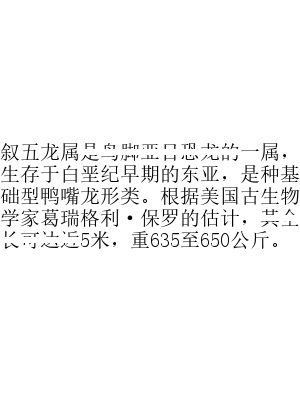 叙五龙属是鸟脚亚目恐龙的一属，
生存于白垩纪早期的东亚，是种基
础型鸭嘴龙形类。根据美国古生物
学家葛瑞格利·保罗的估计，其全
长可达近5米，重635至650公斤。